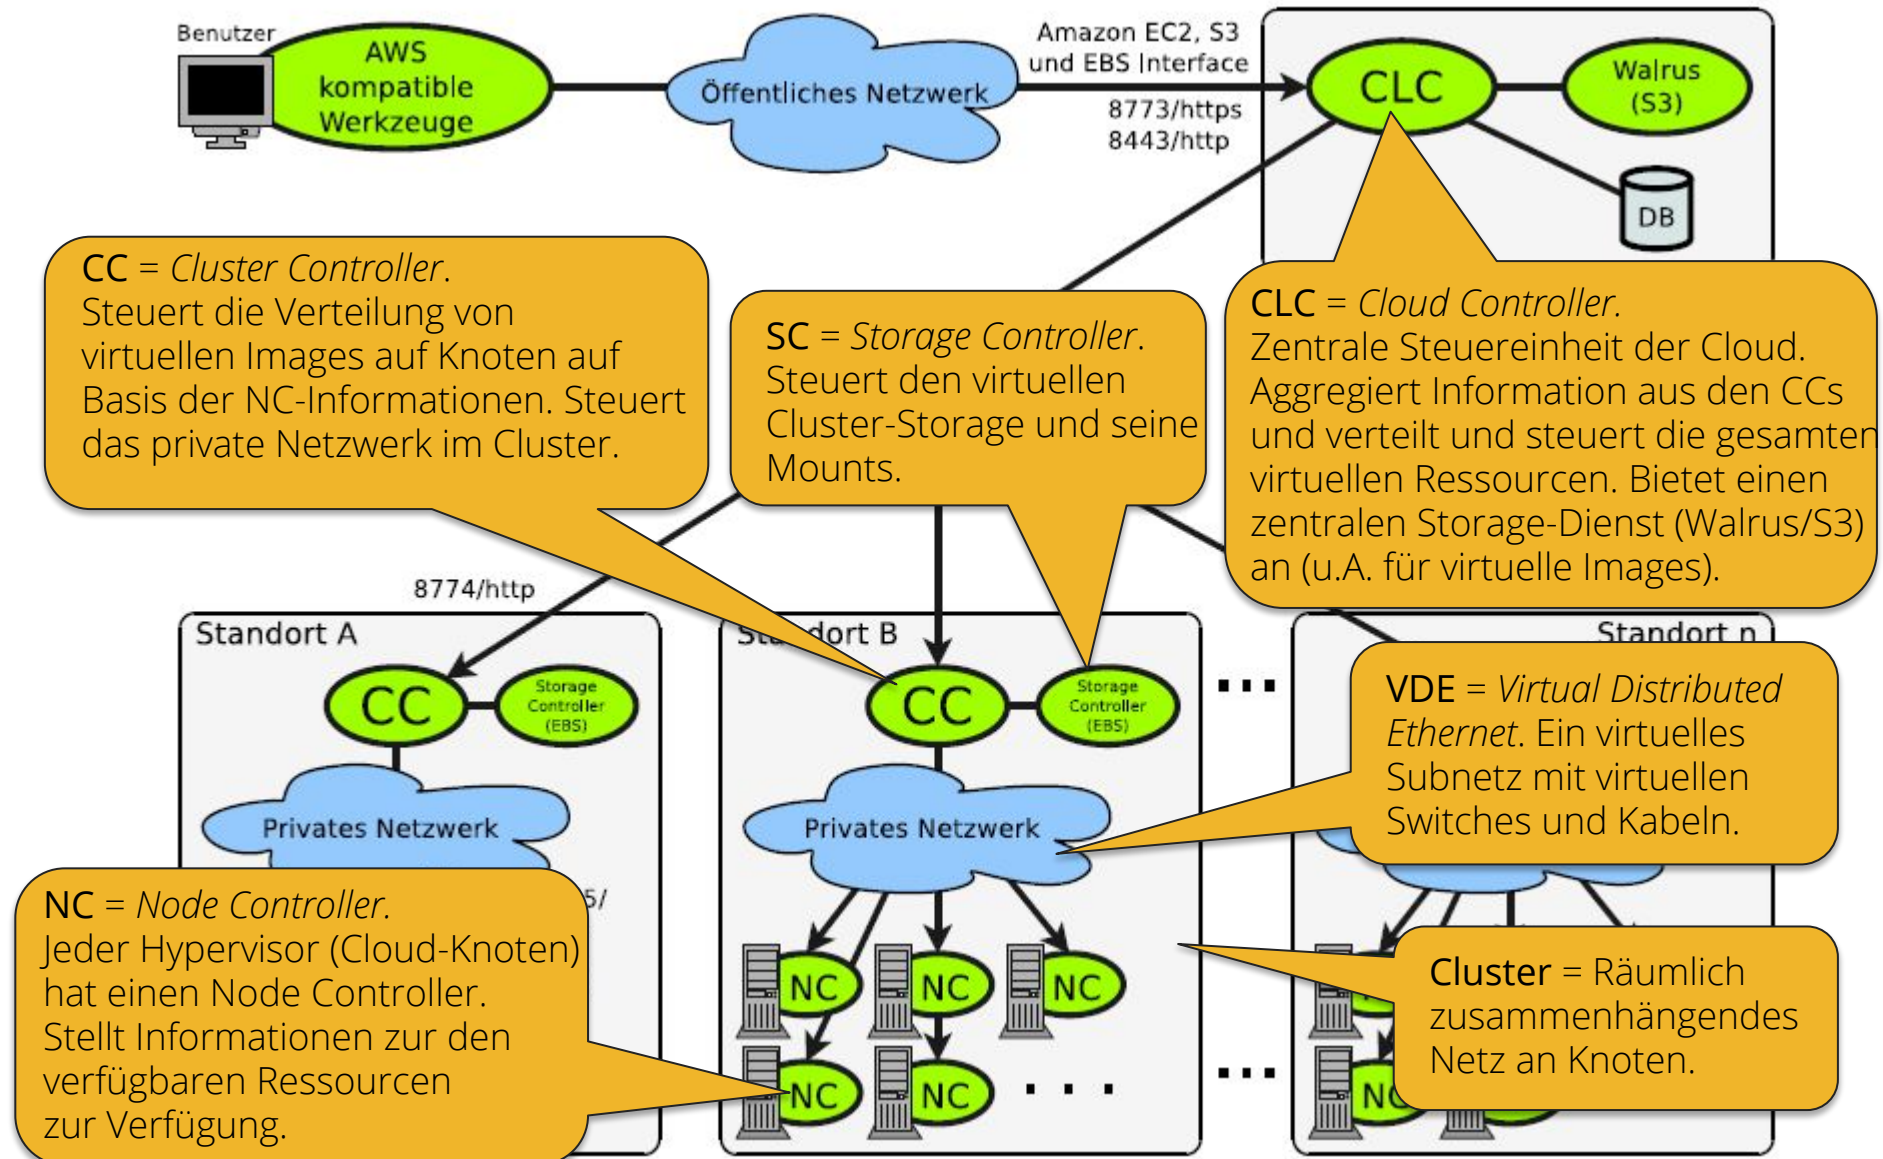 Benutzer
AWS
kompatible
Werkzeuge
Öffentliches Netzwerk
Amazon EC2, S3
und EBS Interface
8773/https
8443/http
CLC
Walrus
(S3)
DB
CC = Cluster Controller.
Steuert die Verteilung von
virtuellen Images auf Knoten auf
Basis der NC-Informationen. Steuert
das private Netzwerk im Cluster.
SC = Storage Controller.
Steuert den virtuellen
Cluster-Storage und seine
Mounts.
CLC = Cloud Controller.
Zentrale Steuereinheit der Cloud.
Aggregiert Information aus den CCs
und verteilt und steuert die gesamten
virtuellen Ressourcen. Bietet einen
zentralen Storage-Dienst (Walrus/S3)
an (u.A. für virtuelle Images).
8774/http
Standort A
CC
Storage
Controller
(EBS)
Privates Netzwerk
5/
Standort B
CC
Storage
Controller
(EBS)
Privates Netzwerk
...
Standort n
VDE = Virtual Distributed
Ethernet. Ein virtuelles
Subnetz mit virtuellen
Switches und Kabeln.
NC = Node Controller.
Jeder Hypervisor (Cloud-Knoten)
hat einen Node Controller.
Stellt Informationen zur den
verfügbaren Ressourcen
zur Verfügung.
NC
NC
NC
NC
NC
. . .
...
Cluster = Räumlich
zusammenhängendes
Netz an Knoten.
NC